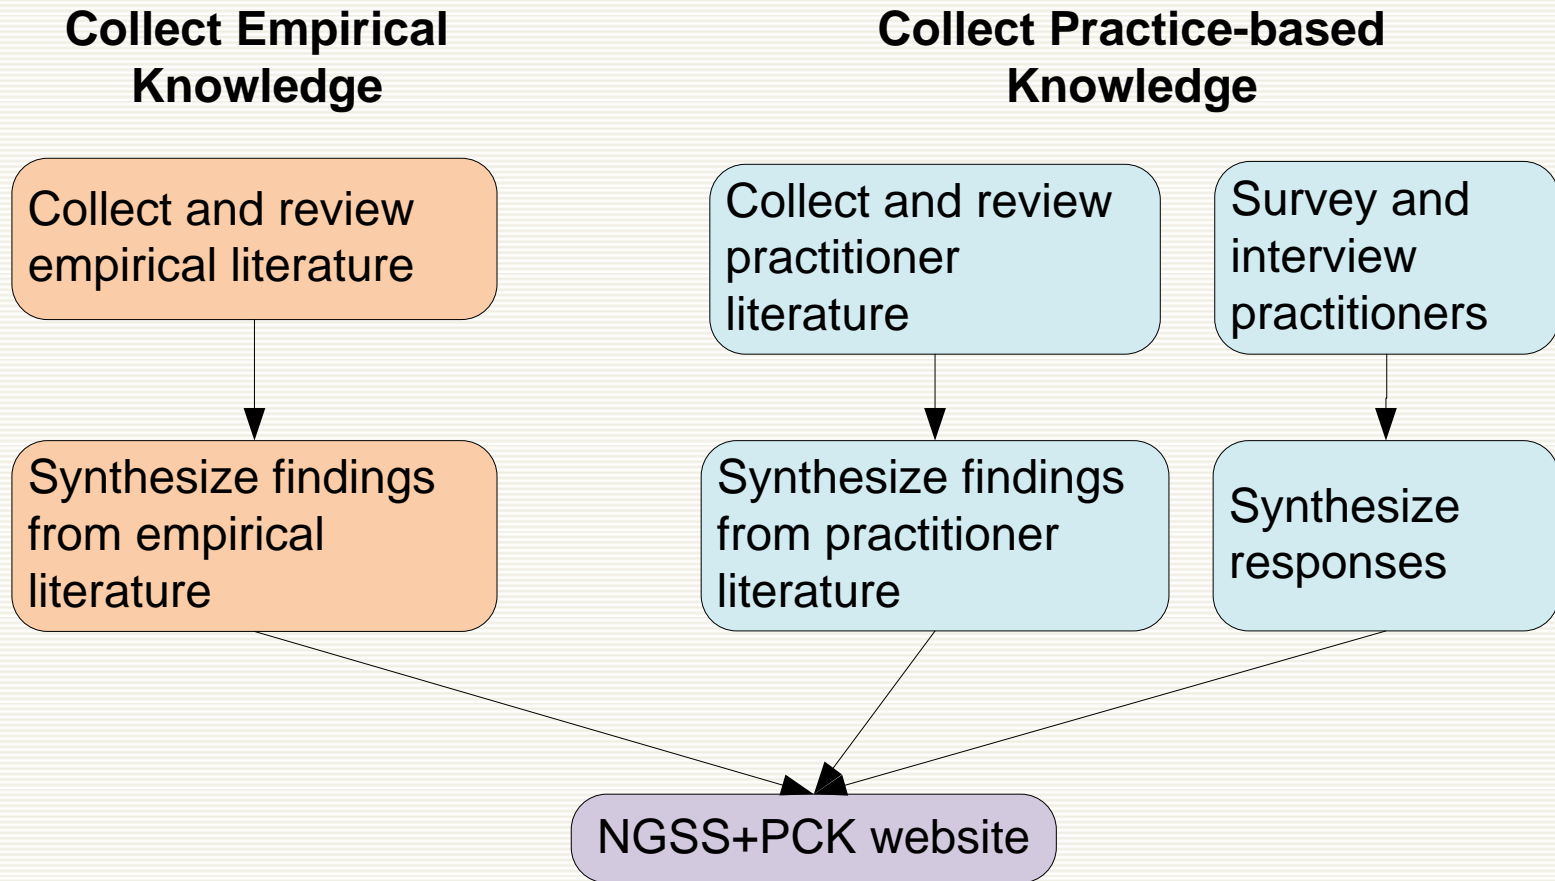 Collect Empirical
Knowledge
Collect Practice-based
Knowledge
Collect and review
empirical literature
Collect and review
practitioner
literature
Survey and
interview
practitioners
Synthesize findings
from empirical
literature
Synthesize findings
from practitioner
literature
Synthesize
responses
NGSS+PCK website